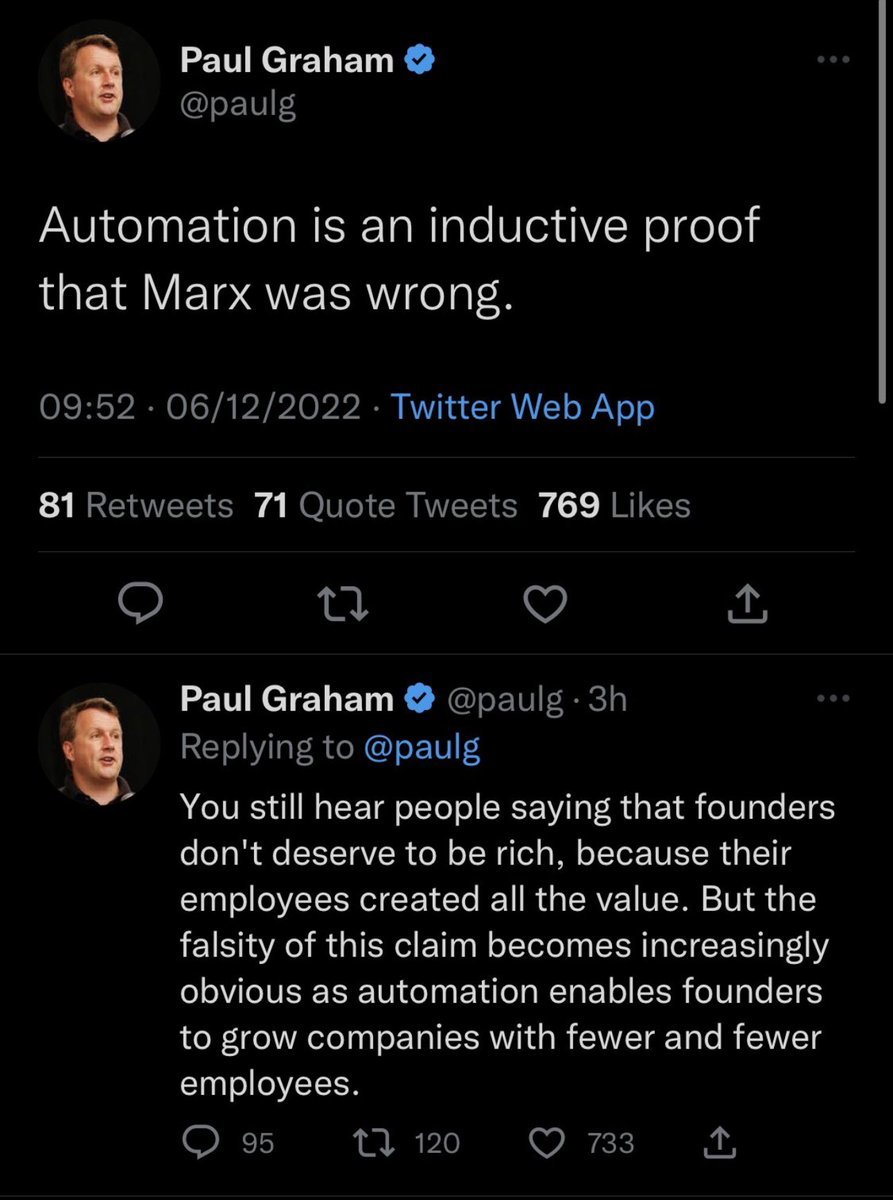 Paul Graham
@paulg
Automation is an inductive proof
that Marx was wrong.
09:52 · 06/12/2022 · Twitter Web App
81 Retweets 71 Quote Tweets 769 Likes
Paul Graham @paulg · 3h
Replying to @paulg
You still hear people saying that founders
don't deserve to be rich, because their
employees created all the value. But the
falsity of this claim becomes increasingly
obvious as automation enables founders
to grow companies with fewer and fewer
employees.
95 120 733